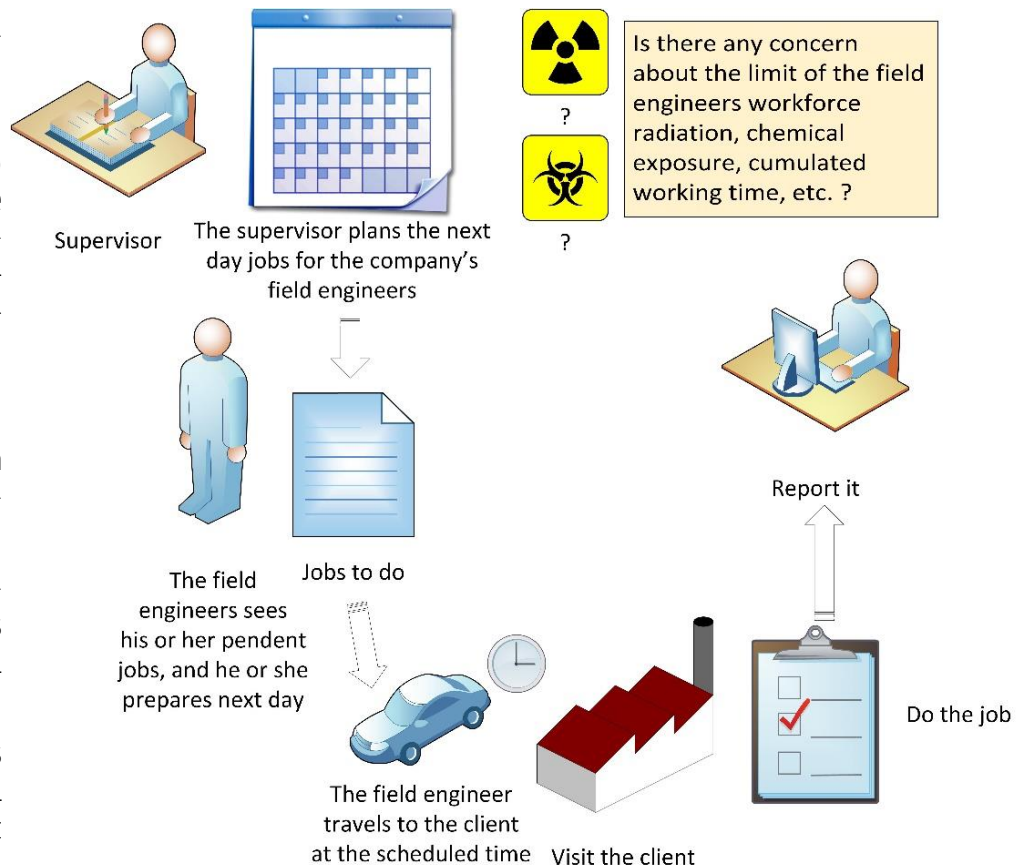 Supervisor
The supervisor plans the next
day jobs for the company's
field engineers
?
?
Is there any concern
about the limit of the field
engineers workforce
radiation, chemical
exposure, cumulated
working time, etc. ?
The field
engineers sees
his or her pendent
jobs, and he or she
prepares next day
Jobs to do
The field engineer
travels to the client
at the scheduled time
Visit the client
Do the job
Report it